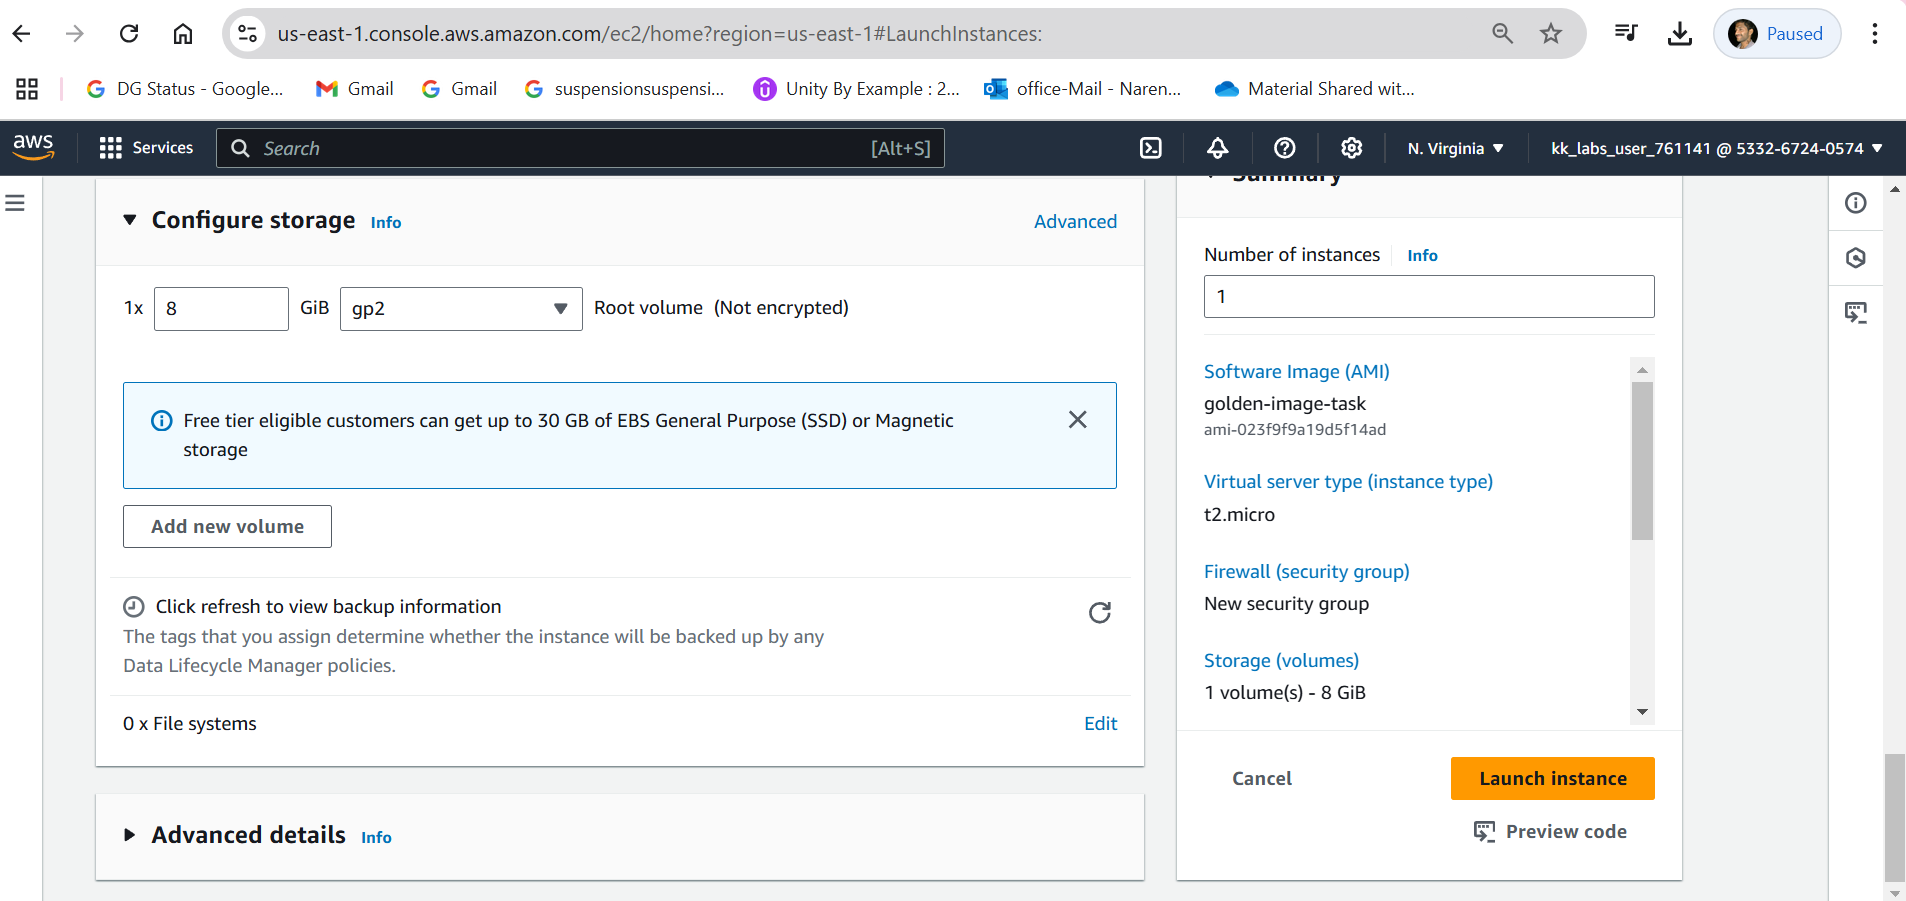 us-east-1.console.aws.amazon.com/ec2/home?region=us-east-1#LaunchInstances:
Paused
DG Status - Google...
Gmail
Gmail
suspensionsuspensi...
Unity By Example : 2...
office-Mail - Naren...
Material Shared wit...
aws
Services
Search
[Alt+S]
N. Virginia
kk_labs_user_761141 @ 5332-6724-0574
Configure storage
Info
Advanced
1x
8
GiB
gp2
Root volume (Not encrypted)
Free tier eligible customers can get up to 30 GB of EBS General Purpose (SSD) or Magnetic
storage
Add new volume
Click refresh to view backup information
The tags that you assign determine whether the instance will be backed up by any
Data Lifecycle Manager policies.
0 x File systems
Edit
Advanced details
Info
Summary
Number of instances
Info
1
Software Image (AMI)
golden-image-task
ami-023f9f9a19d5f14ad
Virtual server type (instance type)
t2.micro
Firewall (security group)
New security group
Storage (volumes)
1 volume(s) - 8 GiB
Cancel
Launch instance
Preview code